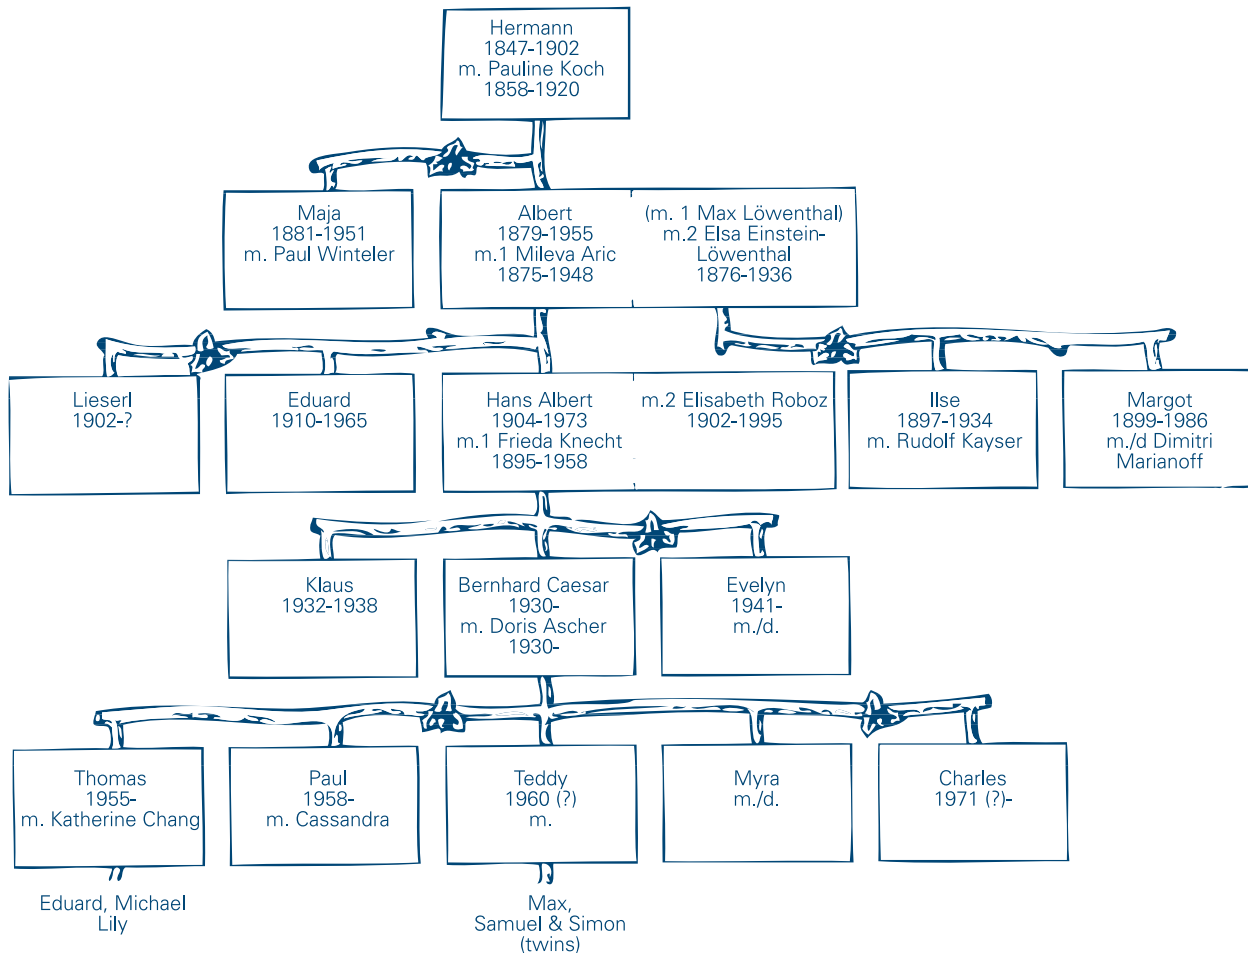 Hermann
1847-1902
m. Pauline Koch
1858-1920
Maja
1881-1951
m. Paul Winteler
Albert
1879-1955
m.1 Mileva Aric
1875-1948
(m. 1 Max Löwenthal)
m.2 Elsa Einstein-
Löwenthal
1876-1936
Lieserl
1902-?
Eduard
1910-1965
Hans Albert
1904-1973
m.1 Frieda Knecht
1895-1958
m.2 Elisabeth Roboz
1902-1995
Ilse
1897-1934
m. Rudolf Kayser
Margot
1899-1986
m./d Dimitri
Marianoff
Klaus
1932-1938
Bernhard Caesar
1930-
m. Doris Ascher
1930-
Evelyn
1941-
m./d.
Thomas
1955-
m. Katherine Chang
Paul
1958-
m. Cassandra
Teddy
1960 (?)
m.
Myra
m./d.
Charles
1971 (?)-
Eduard, Michael
Lily
Max,
Samuel & Simon
(twins)